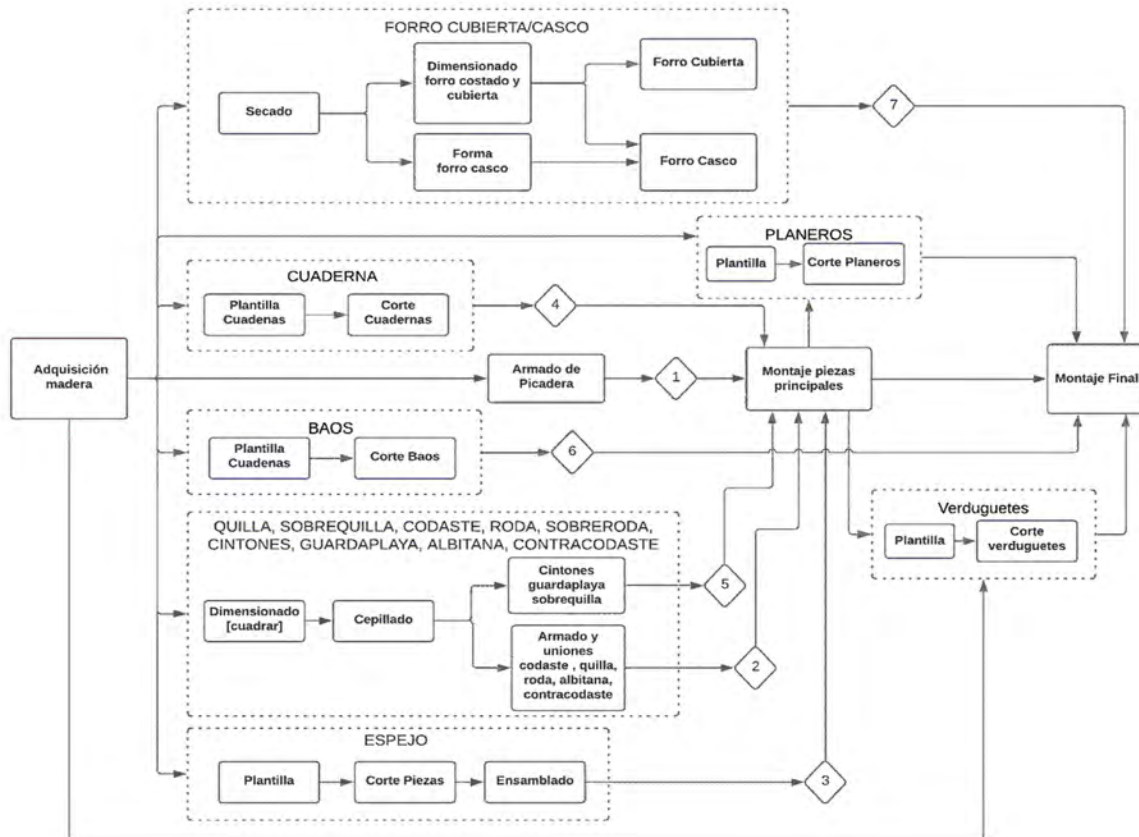 FORRO CUBIERTA/CASCO
Secado
Dimensionado
forro costado y
cubierta
Forma
forro casco
Forro Cubierta
Forro Casco
7
PLANEROS
Plantilla
Corte Planeros
CUADERNA
Plantilla
Cuadenas
Corte
Cuadernas
4
Adquisición
madera
Armado de
Picadera
1
Montaje piezas
principales
Montaje Final
BAOS
Plantilla
Cuadenas
Corte Baos
6
Verduguetes
Plantilla
Corte
verduguetes
QUILLA, SOBREQUILLA, CODASTE, RODA, SOBRERODA,
CINTONES, GUARDAPLAYA, ALBITANA, CONTRACODASTE
Dimensionado
[cuadrar]
Cepillado
Cintones
guardaplaya
sobrequilla
5
Armado y
uniones
codaste , quilla,
roda, albitana,
contracodaste
2
ESPEJO
Plantilla
Corte Piezas
Ensamblado
3